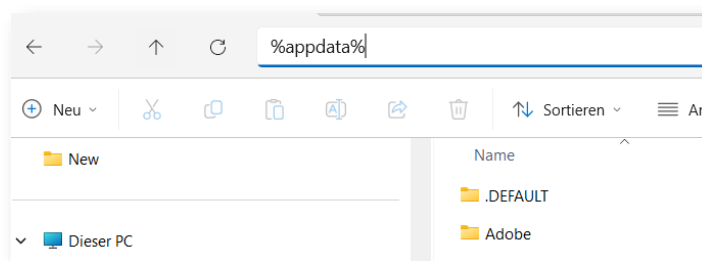 %appdata%
Neu
Sortieren
New
Name
.DEFAULT
Dieser PC
Adobe